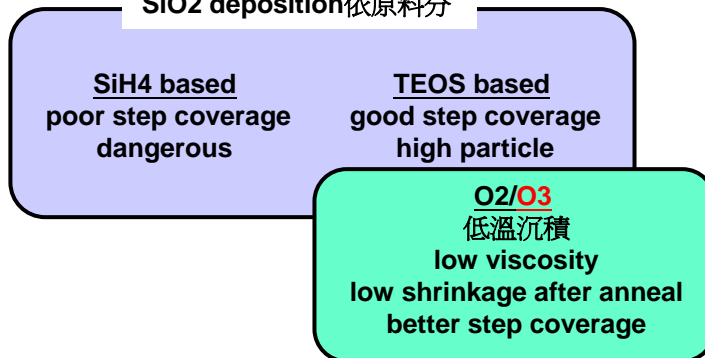 SiO2 deposition依原料分
SiH4 based
poor step coverage
dangerous
TEOS based
good step coverage
high particle
O2/O3
低溫沉積
low viscosity
low shrinkage after anneal
better step coverage